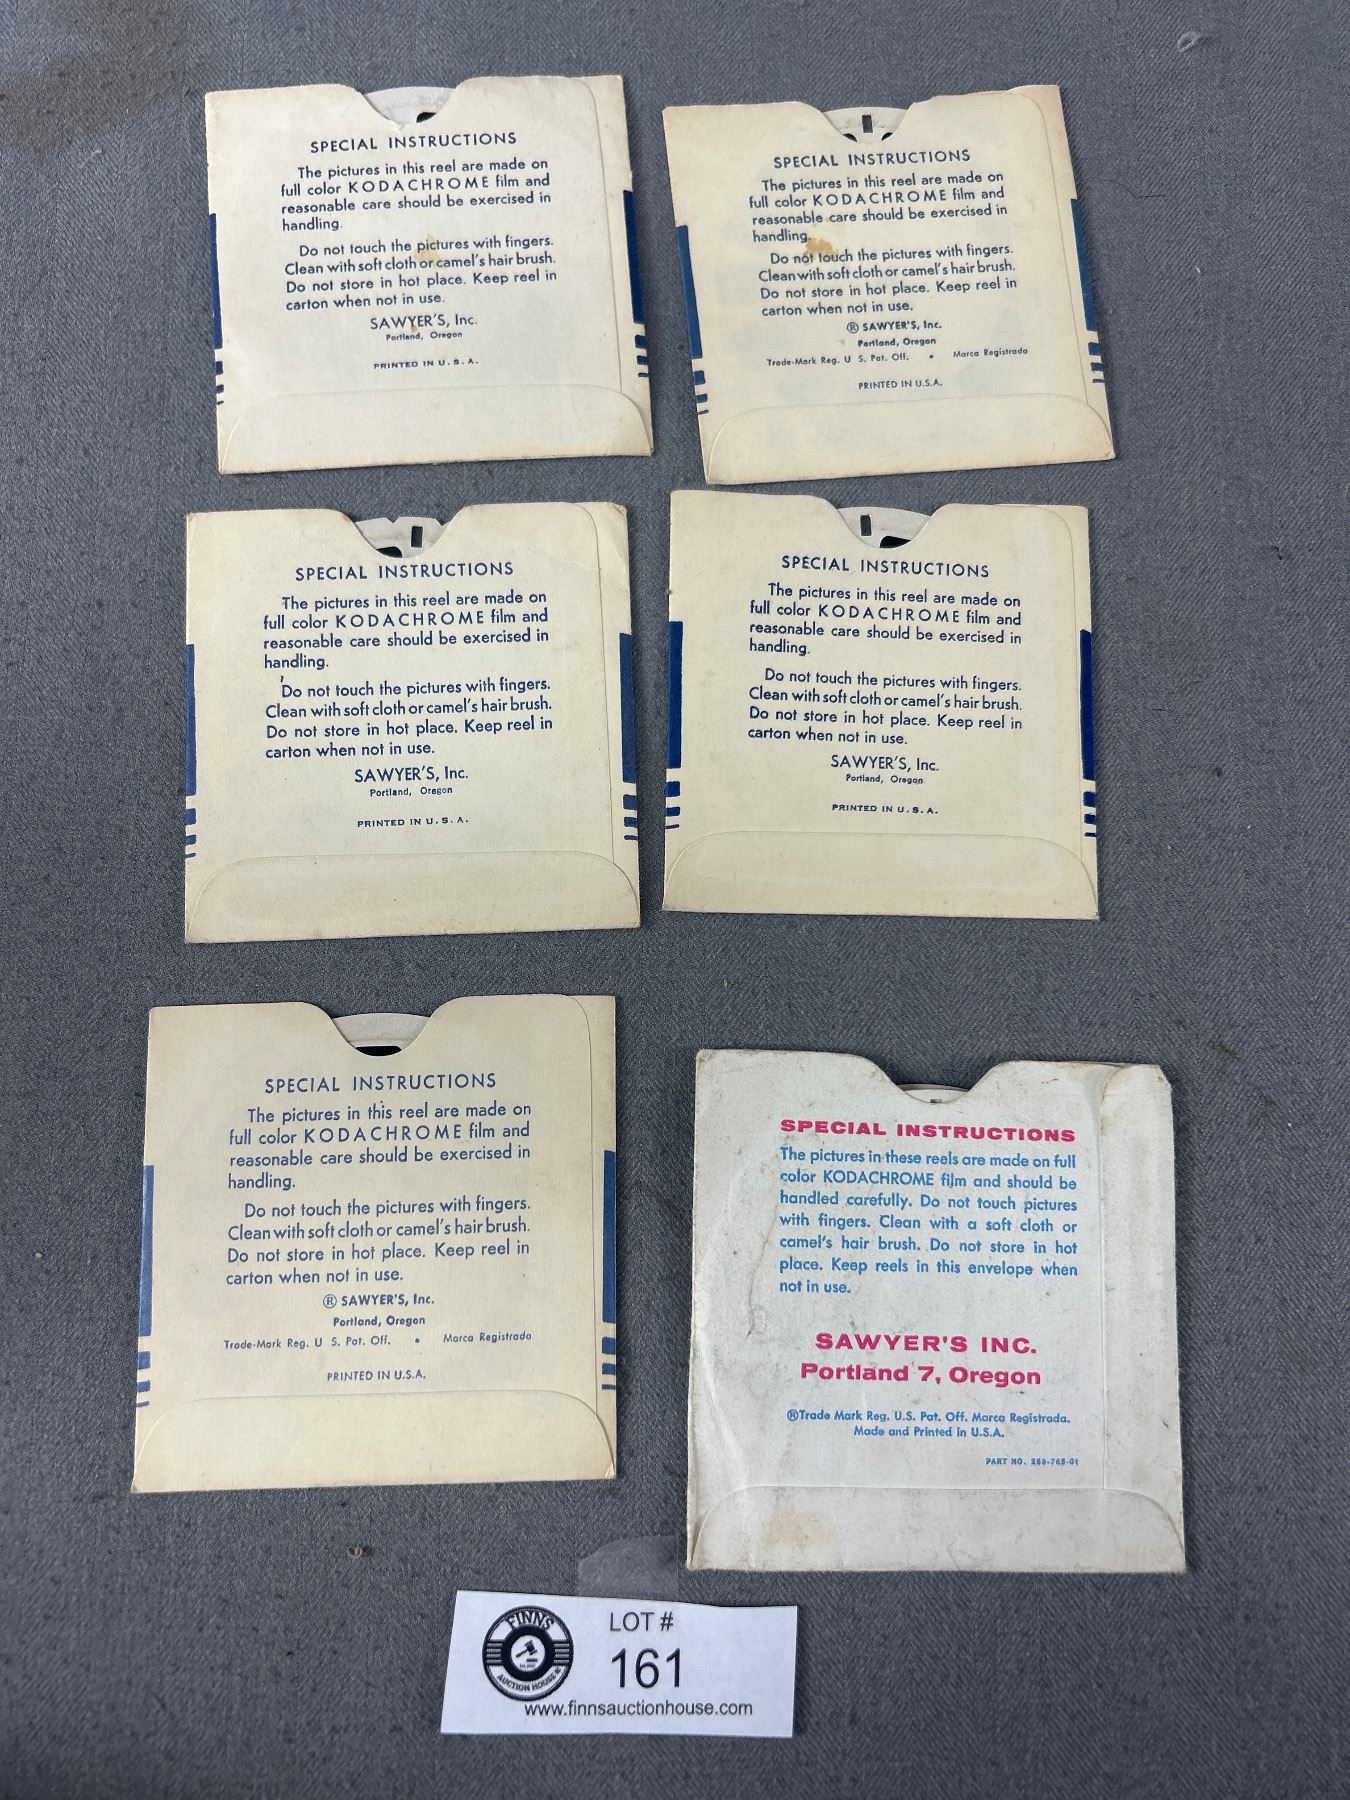 SPECIAL INSTRUCTIONS
The pictures in this reel are made on
full color KODACHROME film and
reasonable care should be exercised in
handling.
Do not touch the pictures with fingers.
Clean with soft cloth or camel's hair brush.
Do not store in hot place. Keep reel in
carton when not in use.
SAWYER'S, Inc.
Portland, Oregon
PRINTED IN U.S.A.
SPECIAL INSTRUCTIONS
The pictures in this reel are made on
full color KODACHROME film and
reasonable care should be exercised in
handling.
Do not touch the pictures with fingers.
Clean with soft cloth or camel's hair brush.
Do not store in hot place. Keep reel in
carton when not in use.
® SAWYER'S, Inc.
Portland, Oregon
Trade-Mark Reg. U S. Pat. Off. • Marca Registrada
PRINTED IN U.S.A.
SPECIAL INSTRUCTIONS
The pictures in this reel are made on
full color KODACHROME film and
reasonable care should be exercised in
handling.
Do not touch the pictures with fingers.
Clean with soft cloth or camel's hair brush.
Do not store in hot place. Keep reel in
carton when not in use.
SAWYER'S, Inc.
Portland, Oregon
PRINTED IN U.S.A.
SPECIAL INSTRUCTIONS
The pictures in this reel are made on
full color KODACHROME film and
reasonable care should be exercised in
handling.
Do not touch the pictures with fingers.
Clean with soft cloth or camel's hair brush.
Do not store in hot place. Keep reel in
carton when not in use.
SAWYER'S, Inc.
Portland, Oregon
PRINTED IN U.S.A.
SPECIAL INSTRUCTIONS
The pictures in this reel are made on
full color KODACHROME film and
reasonable care should be exercised in
handling.
Do not touch the pictures with fingers.
Clean with soft cloth or camel's hair brush.
Do not store in hot place. Keep reel in
carton when not in use.
® SAWYER'S, Inc.
Portland, Oregon
Trade-Mark Reg. U S. Pat. Off. • Marca Registrada
PRINTED IN U.S.A.
SPECIAL INSTRUCTIONS
The pictures in these reels are made on full
color KODACHROME film and should be
handled carefully. Do not touch pictures
with fingers. Clean with a soft cloth or
camel's hair brush. Do not store in hot
place. Keep reels in this envelope when
not in use.
SAWYER'S INC.
Portland 7, Oregon
®Trade Mark Reg. U.S. Pat. Off. Marca Registrada.
Made and Printed in U.S.A.
PART NO. 269-768-01
FINNS
AUCTION HOUSE
LOT #
161
www.finnsauctionhouse.com